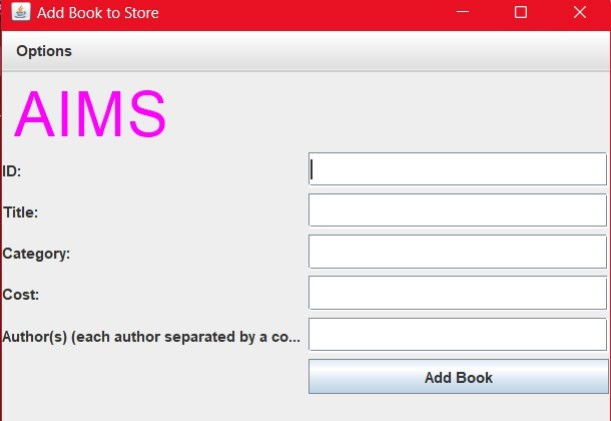 Add Book to Store
Options
AIMS
ID:
Title:
Category:
Cost:
Author(s) (each author separated by a co...
Add Book